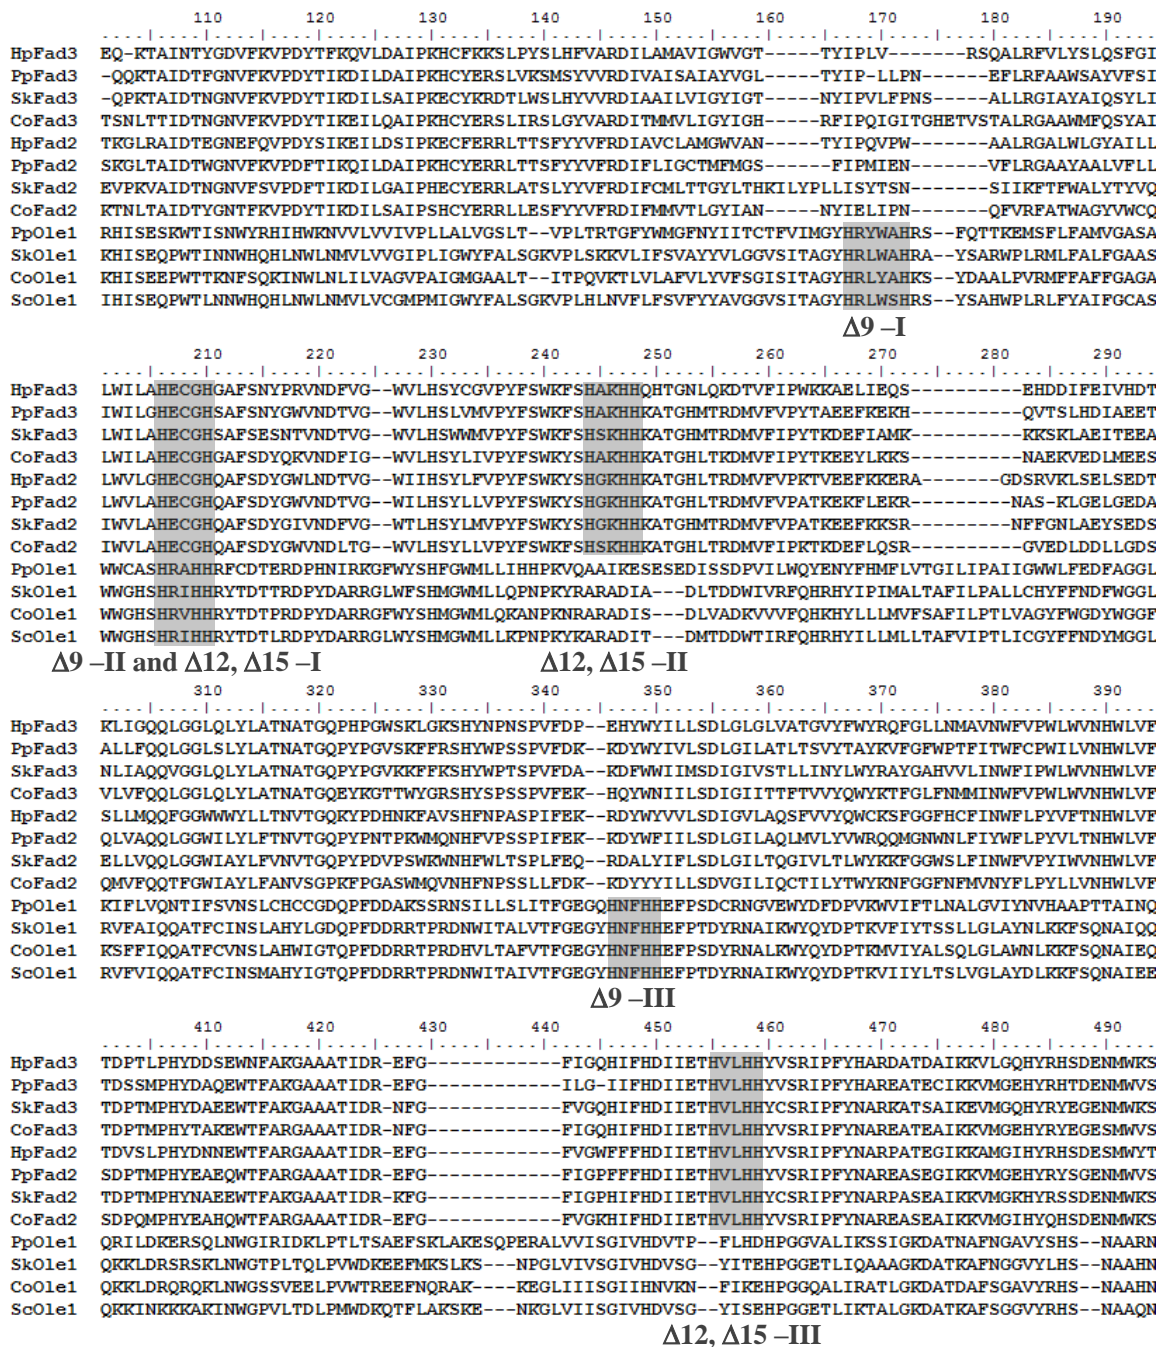 110 120 130 140 150 160 170 180 190
HpFad3 EQ-KTAINTYGDVFKVPDYTFKQVLDAIPKHCFKKSLPYSLHFVARDILAMAVIGWVGT-----TYIPLV-------RSQALRFVLYSLQSFGI
PpFad3 -QQKTAIDTFGNVFKVPDYTIKDILDAIPKHCYERSLVKSMSYVVRDIVAISAIAYVGL-----TYIP-LLPN------EFLRFAAWSAYVFSI
SkFad3 -QPKTAIDTNGNVFKVPDYTIKDILSAIPKECYKRDTLWSLHYVVRDIAAILVIGYIGT-----NYIPVLFPNS-----ALLRGIAYAIQSYLI
CoFad3 TSNLTTIDTNGNVFKVPDYTIKEILQAIPKHCYERSLIRSLGYVARDITMMVLIGYIGH-----RFIPQIGITGHETVSTALRGAAWMFQSYAI
HpFad2 TKGLRAIDTEGNEFQVPDYSIKEILDSIPKECFERRLTTSFYYVFRDIAVCLAMGWVAN-----TYIPQVPW-------AALRGALWLGYAILL
PpFad2 SKGLTAIDTWGNVFKVPDFTIKQILDAIPKHCYERRLTTSFYYVFRDIFLIGCTMFMGS-----FIPMIEN-------VFLRGAAYAALVFLL
SkFad2 EVPKVAIDTNGNVFSVPDFTIKDILGAIPHECYERRLATSLYYVFRDIFCMLTTGYLTHKILYPLLISYTSN-------SIIKFTFWALYTYVQ
CoFad2 KTNLTAIDTYGNTFKVPDYTIKDILSAIPSHCYERRLLESFYYVFRDIFMMVTLGYIAN-----NYIELIPN-------QFVRFATWAGYVWCQ
PpOle1 RHISESKWTISNWYRHIHWKNVVLVVIVPLLALVGSLT--VPLTRTGFYWMGFNYIITCTFVIMGYHRYWAHRS--FQTTKEMSFLFAMVGASA
SkOle1 KHISEQPWTINNWHQHLNWLNMVLVVGIPLIGWYFALSGKVPLSKKVLIFSVAYYVLGGVSITAGYHRLWAHRA--YSARWPLRMLFALFGAAS
CoOle1 KHISEEPWTTKNFSQKINWLNLILVAGVPAIGMGAALT--ITPQVKTLVLAFVLYVFSGISITAGYHRLYAHKS--YDAALPVRMFFAFFGAGA
ScOle1 IHISEQPWTLNNWHQHLNWLNMVLVCGMPMIGWYFALSGKVPLHLNVFLFSVFYYAVGGVSITAGYHRLWSHRS--YSAHWPLRLFYAIFGCAS
Δ9 –I
210 220 230 240 250 260 270 280 290
HpFad3 LWILAHECGHGAFSNYPRVNDFVG--WVLHSYCGVPYFSWKFSHAKHHQHTGNLQKDTVFIPWKKAELIEQS---------EHDDIFEIVHDT
PpFad3 IWILGHECGHSAFSNYGWVNDTVG--WVLHSLVMVPYFSWKFSHAKHHKATGHMTRDMVFVPYTAEEFKEKH---------QVTSLHDIAEET
SkFad3 LWILAHECGHSAFSESNTVNDTVG--WVLHSWWMVPYFSWKFSHSKHHKATGHMTRDMVFIPYTKDEFIAMK---------KKSKLAEITEEA
CoFad3 LWILAHECGHGAFSDYQKVNDFIG--WVLHSYLIVPYFSWKYSHAKHHKATGHLTKDMVFIPYTKEEYLKKS---------NAEKVEDLMEES
HpFad2 LWVLGHECGHQAFSDYGWLNDTVG--WIIHSYLFVPYFSWKYSHGKHHKATGHLTRDMVFVPKTVEEFKKERA-------GDSRVKSELSEDT
PpFad2 LWVLAHECGHQAFSDYGWVNDTVG--WIIHSYLLVPYFSWKYSHGKHHKATGHLTRDMVFVPATKEKFLEKR--------NAS-KLGELGEDA
SkFad2 IWVLAHECGHQAFSDYGIVNDFVG--WTLHSYLMVPYFSWKYSHGKHHKATGHMTRDMVFVPATKEEFKKSR--------NFFGNLAEYSEDS
CoFad2 IWVLAHECGHQAFSDYGWVNDLTG--WVLHSYLLVPYFSWKFSHSKHHKATGHLTRDMVFIPKTKDEFLQSR---------GVEDLDDLLGDS
PpOle1 WWCASHRAHHRFCDTERDPHNIRKGFWYSHFGWMLLIHHPKVQAAIKESESEDISSDPVILWQYENYFHMFLVTGILIPAIIGWLFEDFAGGL
SkOle1 WWGHSHRIHHRYTDTTRDPYDARRGLWFSHMGWMLLQPNPKYRARADIA---DLTDDWIVRFQHRHYIPIMALTAFILPALLCHYFFNDFWGGL
CoOle1 WWGHSHRVHHRYTDTPRDPYDARRGFWYSHMGWMLQKANPKNRARADIS---DLVADKVVVFQHKHYLLLMVFSAFILPTLVAGYFWGDYWGGF
ScOle1 WWGHSHRIHHRYTDTLRDPYDARRGLWYSHMGWMLLKPNPKYKARADIT---DMTDDWTIRFQHRHYILLMLLTAFVIPTLICGYFFNDYMGGL
Δ9 –II and Δ12, Δ15 –I Δ12, Δ15 –II
310 320 330 340 350 360 370 380 390
HpFad3 KLIGQQLGGLQLYLATNATGQPHPGWSKLGKSHYNPNSPVFDP--EHYWYILLSDLGLGLVATGVYFWYRQFGLLNMAVNWFVPWLWVNHWLVF
PpFad3 ALLFQQLGGLSLYLATNATGQPYPGVSKFFRSHYWPSSPVFDK--KDYWYIVLSDLGILATLTSVYTAYKVFGFWPTFITWFCPWILVNHWLVF
SkFad3 NLIAQQVGGLQLYLATNATGQPYPGVKKFFKSHYWPTSPVFDA--KDFWWIIMSDIGIVSTLLINYLWYRAYGAHVVLINWFIPWLWVNHWLVF
CoFad3 VLVFQQLGGLQLYLATNATGQEYKGTTWYGRSHYSPSSPVFEK--HQYWNIILSDIGIITTFTVVYQWYKTFGLFNMMINWFVPWLWVNHWLVF
HpFad2 SLLMQQFGGWWWYLLTNVTGQKYPDHNKFAVSHFNPASPIFEK--RDYWYVVLSDIGVLAQSFVVYQWCKSFGGFHCFINWFLPYVFTNHWLVF
PpFad2 QLVAQQLGGWILYLFTNVTGQPYPNTPKWMQNHFVPSSPIFEK--KDYWFIILSDLGILAQLMVLYVWRQQMGNWNLFIYWFLPYVLTNHWLVF
SkFad2 ELLVQQLGGWIAYLFVNVTGQPYPDVPSWKWNHFWLTSPLFEQ--RDALYIFLSDLGILTQGIVLTLWYKKFGGWSLFINWFVPYIWVNHWLVF
CoFad2 QMVFQQTFGWIAYLFANVSGPKFPGASWMQVNHFNPSSLLFDK--KDYYYILLSDVGILIQCTILYTWYKNFGGFNFMVNYFLPYLLVNHWLVF
PpOle1 KIFLVQNTIFSVNSLCHCCGDQPFDDAKSSRNSILLSLITFGEGQHNFHHEFPSDCRNGVEWYDFDPVKWVIFTLNALGVIYNVHAAPTTAINQ
SkOle1 RVFAIQQATFCINSLAHYLGDQPFDDRRTPRDNWITALVTFGEGYHNFHHEFPTDYRNAIKWYQYDPTKVFIYTSSLLGLAYNLKKFSQNAIQQ
CoOle1 KSFFIQQATFCVNSLAHWIGTQPFDDRRTPRDHVLTAFVTFGEGYHNFHHEFPSDYRNALKWYQYDPTKMVIYALSQLGLAWNLKKFSQNAIEQ
ScOle1 RVFVIQQATFCINSMAHYIGTQPFDDRRTPRDNWITAIVTFGEGYHNFHHEFPTDYRNAIKWYQYDPTKVIIYLTSLVGLAYDLKKFSQNAIEE
Δ9 –III
410 420 430 440 450 460 470 480 490
HpFad3 TDPTLPHYDDSEWNFAKGAAATIDR-EFG------------FIGQHIFHDIIETHVLHHYVSRIPFYHARDATDAIKKVLGQHYRHSDENMWKS
PpFad3 TDSSMPHYDAQEWTFAKGAAATIDR-EFG------------ILG-IIFHDIIETHVLHHYVSRIPFYHAREATECIKKVMGEHYRHTDENMWVS
SkFad3 TDPTMPHYDAEEWTFAKGAAATIDR-NFG------------FVGQHIFHDIIETHVLHHYCSRIPFYNARKATSAIKEVMGQHYRYEGENMWKS
CoFad3 TDPTMPHYTAKEWTFARGAAATIDR-NFG------------FIGQHIFHDIIETHVLHHYVSRIPFYNAREATEAIKKVMGEHYRYEGESMWVS
HpFad2 TDVSLPHYDNNEWTFAKGAAATIDR-EFG------------FVGWFFFHDIIETHVLHHYVSRIPFYNARPATEGIKKAMGIHYRHSDESMWYT
PpFad2 SDPTMPHYEAEQWTFAKGAAATIDR-EFG------------FIGPFFFHDIIETHVLHHYVSRIPFYNAREASEGIKKVMGEHYRYSGENMWVS
SkFad2 TDPTMPHYNAEEWTFAKGAAATIDR-KFG------------FIGPHIFHDIIETHVLHHYCSRIPFYNARPASEAIKKVMGKHYRSSDENMWKS
CoFad2 SDPQMPHYEAHQWTFARGAAATIDR-EFG------------FVGKHIFHDIIETHVLHHYVSRIPFYNAREASEAIKKVMGIHYQHSDENMWKS
PpOle1 QRILDKERSQLNWGIRIDKLPTLTSAEFSKLAKESQPERALVVISGIVHDVTP--FLHDHPGGVALIKSSIGKDATNAFNGAVYSHS--NAARN
SkOle1 QKKLDRSRSKLNWGTPLTQLPVWDKEEFMKSLKS---NPGLVIVSGIVHDVSG--YITEHPGGETLIQAAAGKDATKAFNGGVYLHS--NAAHN
CoOle1 QKKLDRQRQKLNWGSSVEELPVWTREEFNQRAK----KEGLIIISGIIHNVKN--FIKEHPGGQALIRATLGKDATDAFSGAVYRHS--NAAHN
ScOle1 QKKINKKKAKINWGPVLTDLPMWDKQTFLAKSKE---NKGLVIISGIVHDVSG--YISEHPGGETLIKTALGKDATKAFSGGVYRHS--NAAQN
Δ12, Δ15 –III